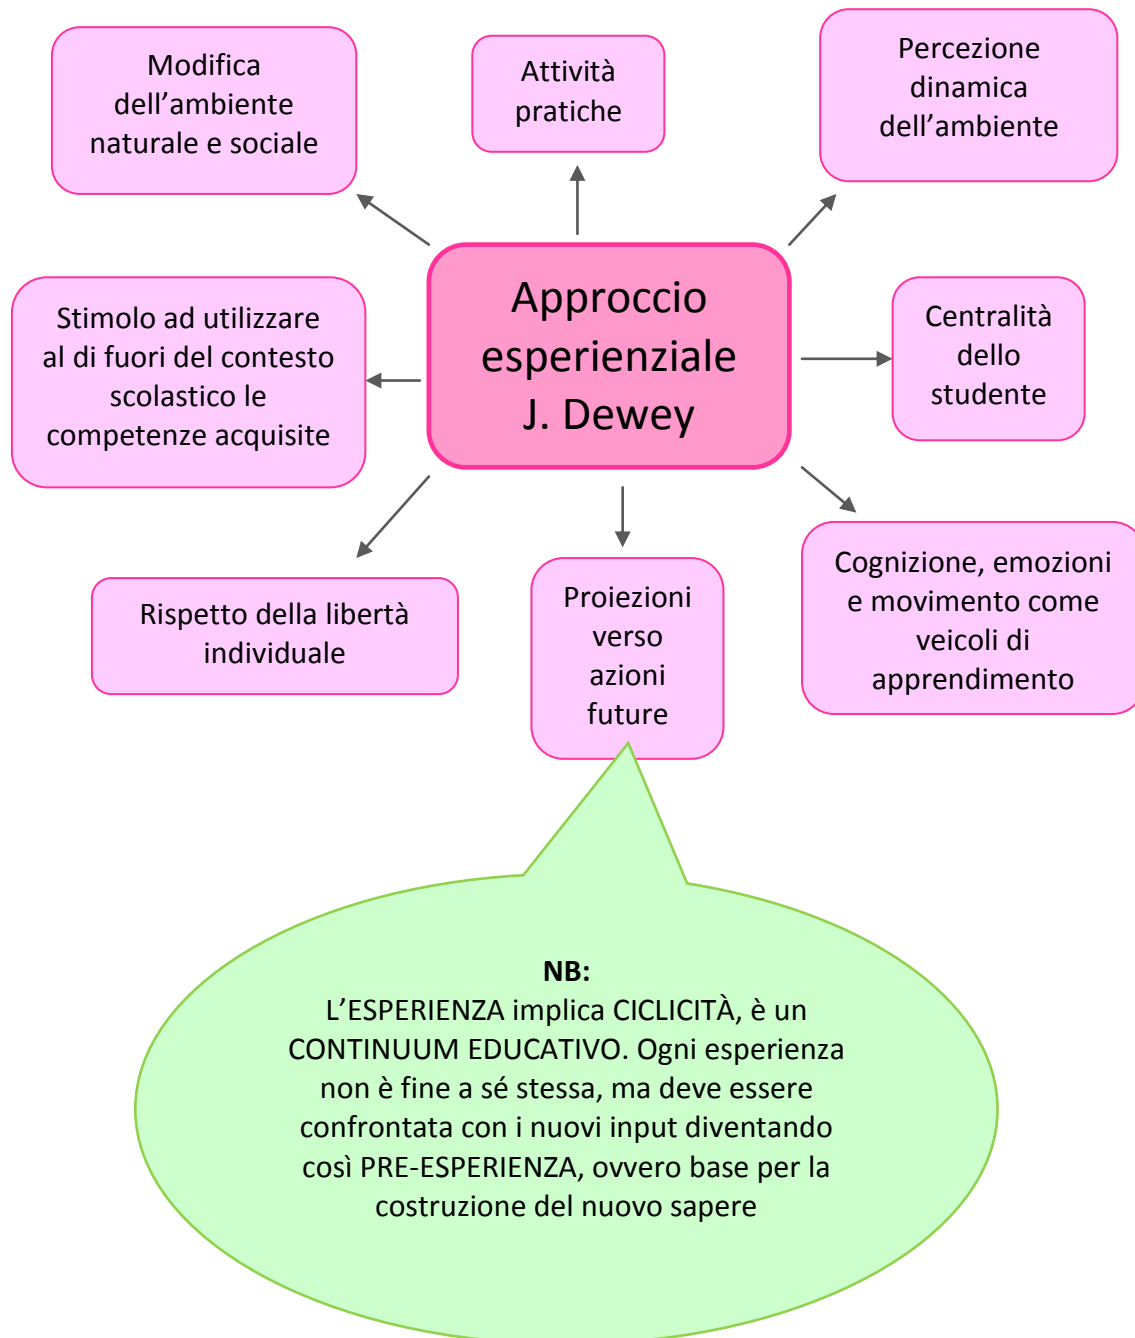 Modifica
dell’ambiente
naturale e sociale
Attività
pratiche
Percezione
dinamica
dell’ambiente
Stimolo ad utilizzare
al di fuori del contesto
scolastico le
competenze acquisite
Approccio
esperienziale
J. Dewey
Centralità
dello
studente
Rispetto della libertà
individuale
Proiezioni
verso
azioni
future
Cognizione, emozioni
e movimento come
veicoli di
apprendimento
NB:
L’ESPERIENZA implica CICLICITÀ, è un
CONTINUUM EDUCATIVO. Ogni esperienza
non è fine a sé stessa, ma deve essere
confrontata con i nuovi input diventando
così PRE-ESPERIENZA, ovvero base per la
costruzione del nuovo sapere